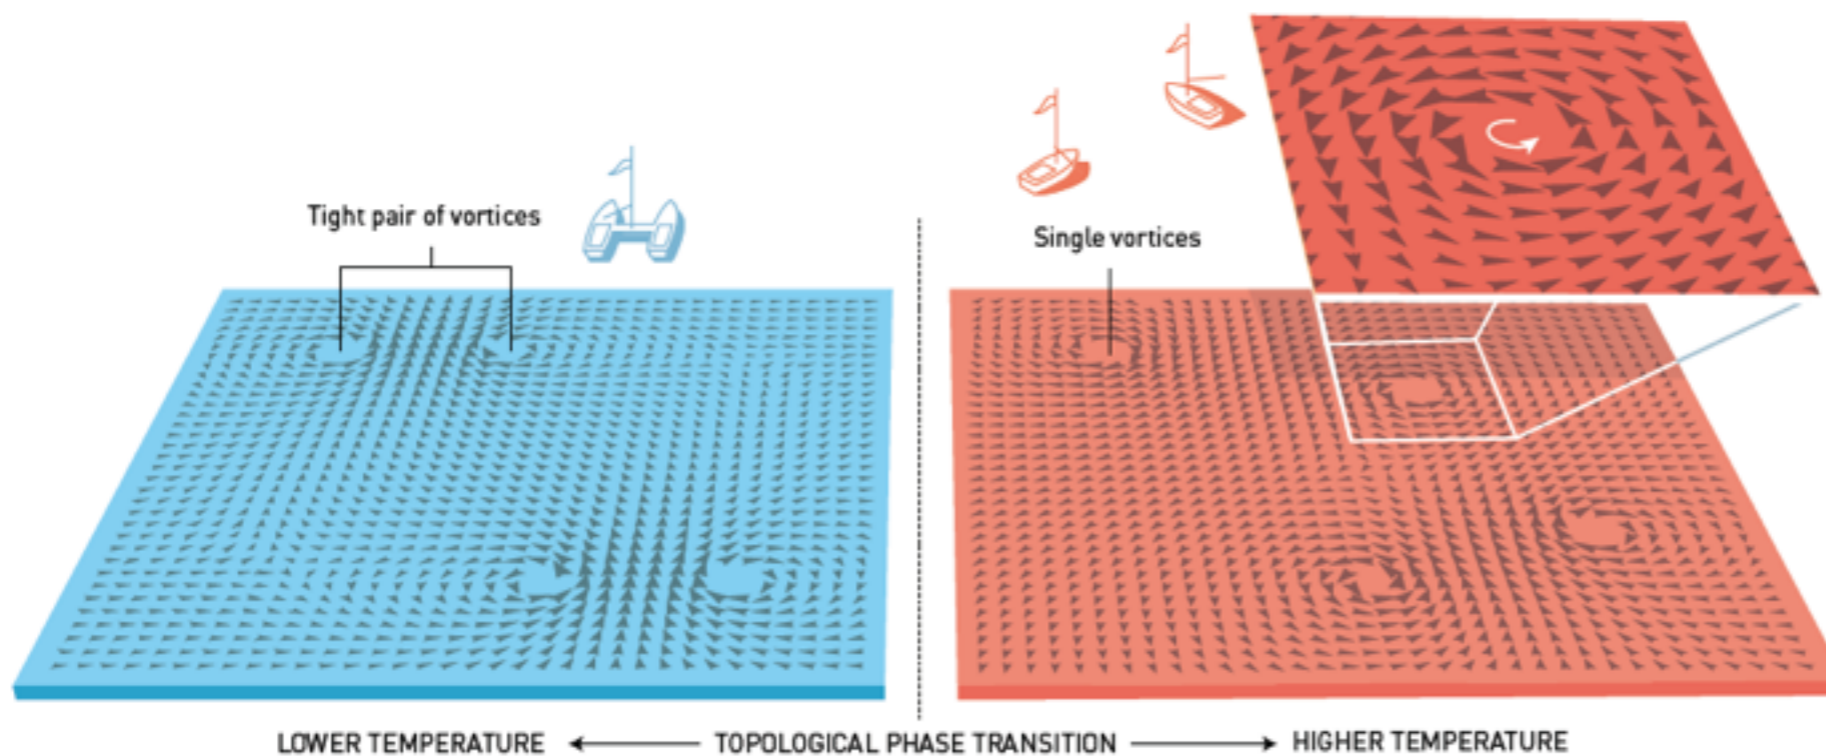 Tight pair of vortices
Single vortices
LOWER TEMPERATURE
TOPOLOGICAL PHASE TRANSITION
HIGHER TEMPERATURE